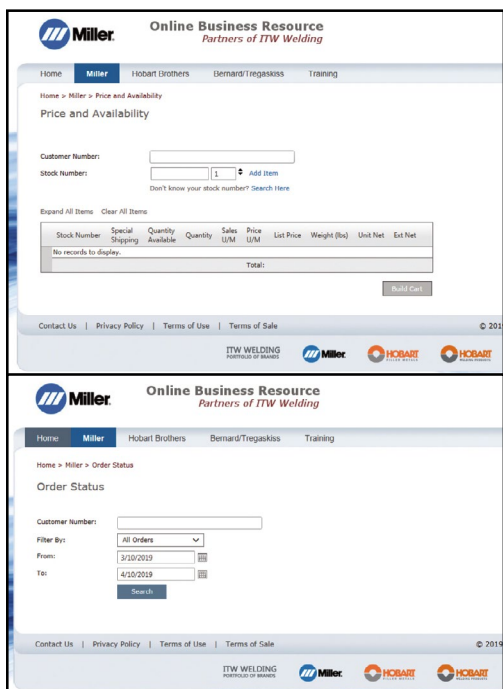 Miller.
Online Business Resource
Partners of ITW Welding
Home Miller Hobart Brothers Bernard/Tregaskiss Training
Home > Miller > Price and Availability
Price and Availability
Customer Number:
Stock Number: 1 Add Item
Don't know your stock number? Search Here
Expand All Items Clear All Items
Stock Number Special Shipping Quantity Available Quantity Sales U/M Price U/M List Price Weight (lbs) Unit Net Ext Net
No records to display.
Total:
Build Cart
Contact Us | Privacy Policy | Terms of Use | Terms of Sale © 201
ITW WELDING
PORTFOLIO OF BRANDS
Miller. HOBART HOBART
Miller.
Online Business Resource
Partners of ITW Welding
Home Miller Hobart Brothers Bernard/Tregaskiss Training
Home > Miller > Order Status
Order Status
Customer Number:
Filter By: All Orders
From: 3/10/2019
To: 4/10/2019
Search
Contact Us | Privacy Policy | Terms of Use | Terms of Sale © 2019
ITW WELDING
PORTFOLIO OF BRANDS
Miller. HOBART HOBART